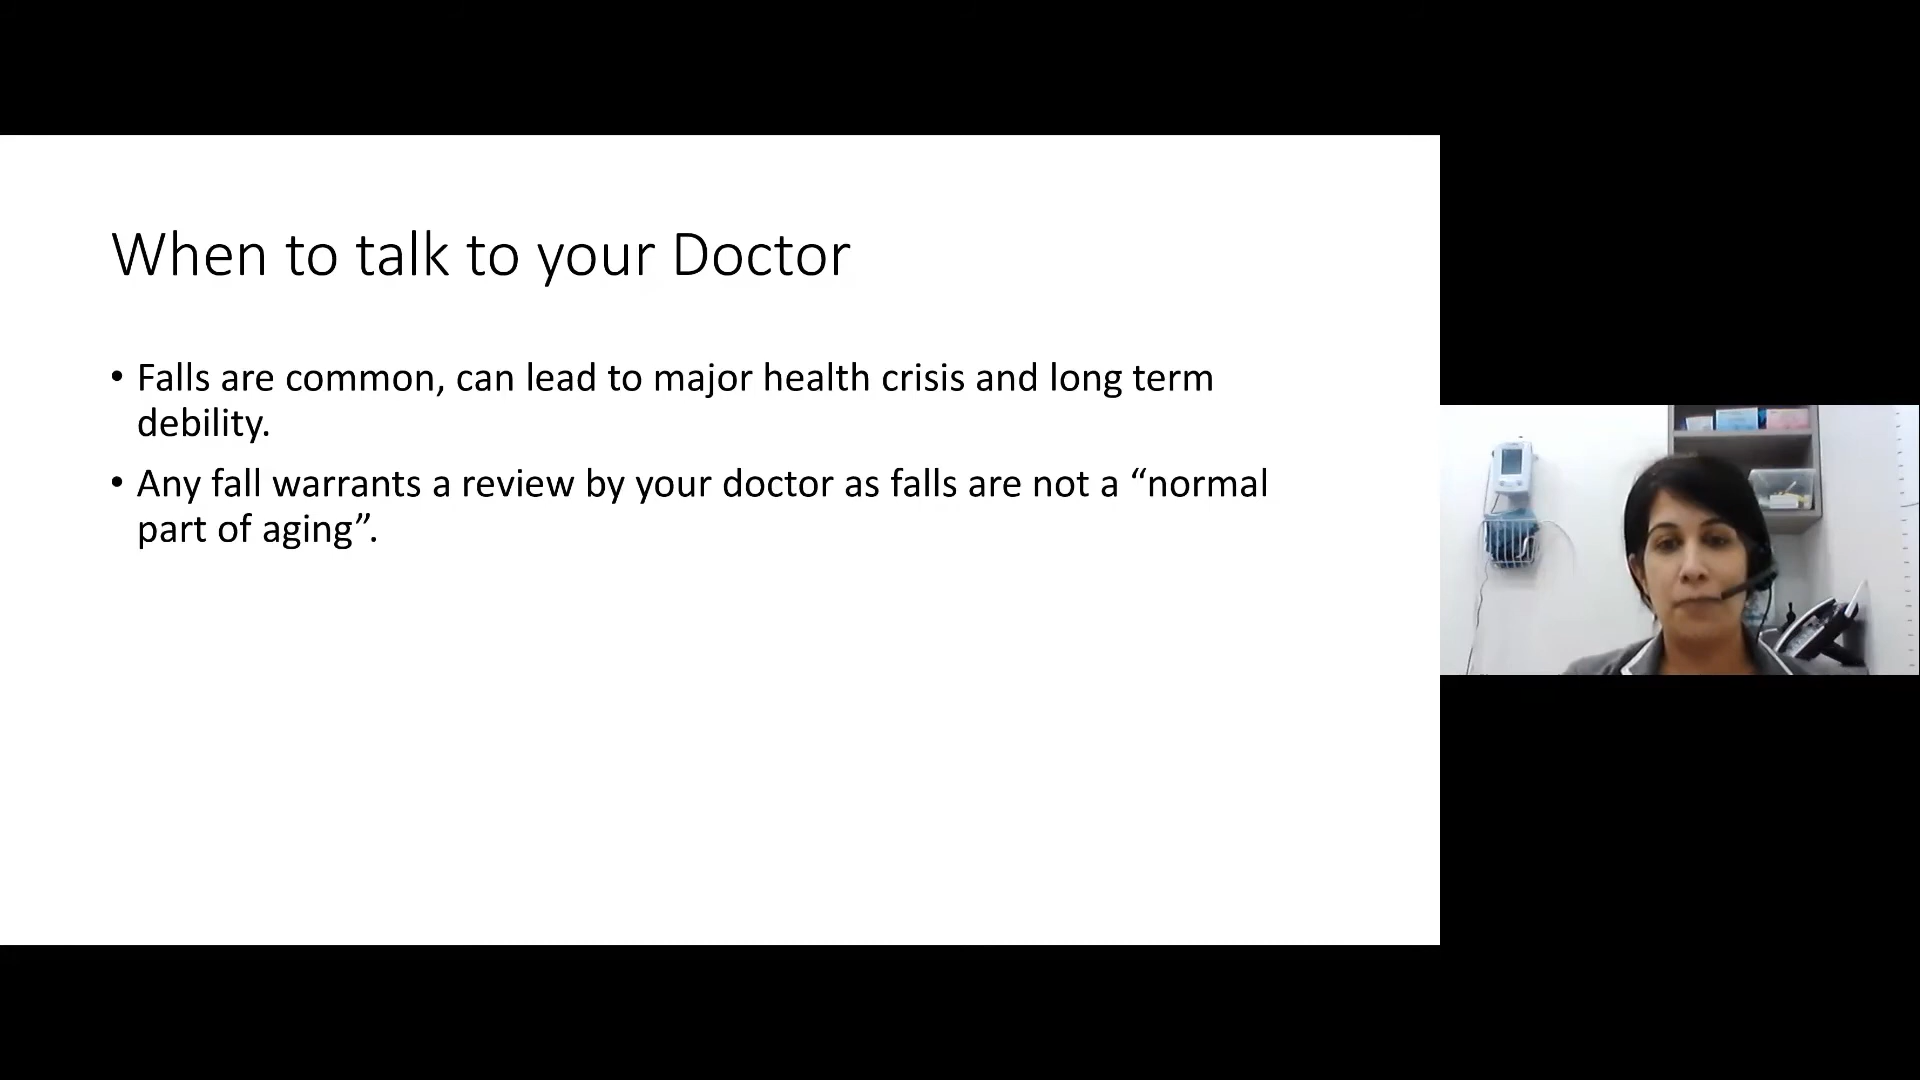 When to talk to your Doctor
• Falls are common, can lead to major health crisis and long term
debility.
• Any fall warrants a review by your doctor as falls are not a “normal
part of aging”.